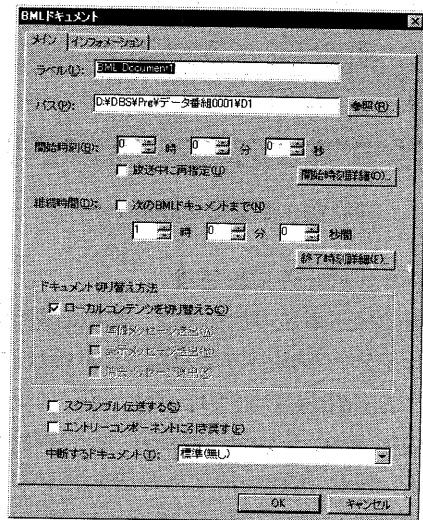 BMLドキュメント
メイン インフォメーション
ラベル(L): BML Document1
パス(P): D:¥DBS¥Prg¥データ番組0001¥D1 参照(R)
開始時刻(B): 0 時 0 分 0 秒
放送中に再指定(U) 開始時刻詳細(O)...
継続時間(D): 次のBMLドキュメントまで(N)
1 時 0 分 0 秒間
終了時刻詳細(E)...
ドキュメント切り替え方法
ローカルコンテンツを切り替える(C)
スクランブル伝送する(S)
エントリーコンポーネントに引き戻す(F)
中断するドキュメント(T): 標準(無し)
OK キャンセル